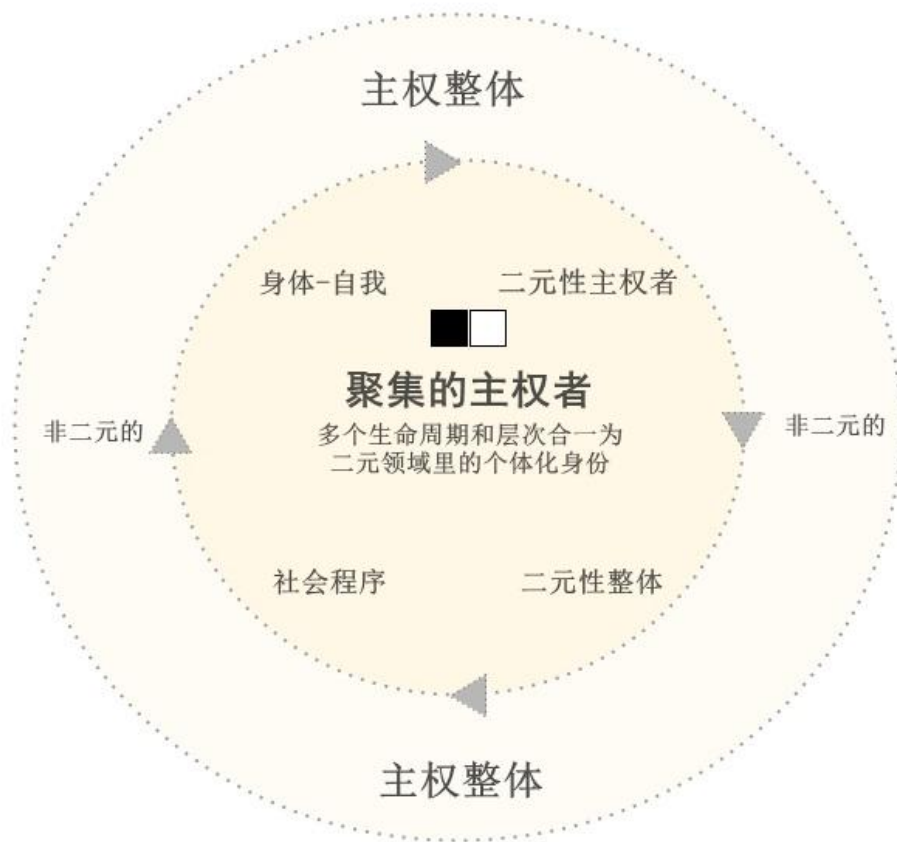 主权整体
身体-自我
二元性主权者
聚集的主权者
多个生命周期和层次合一为
二元领域里的个体化身份
非二元的
非二元的
社会程序
二元性整体
主权整体